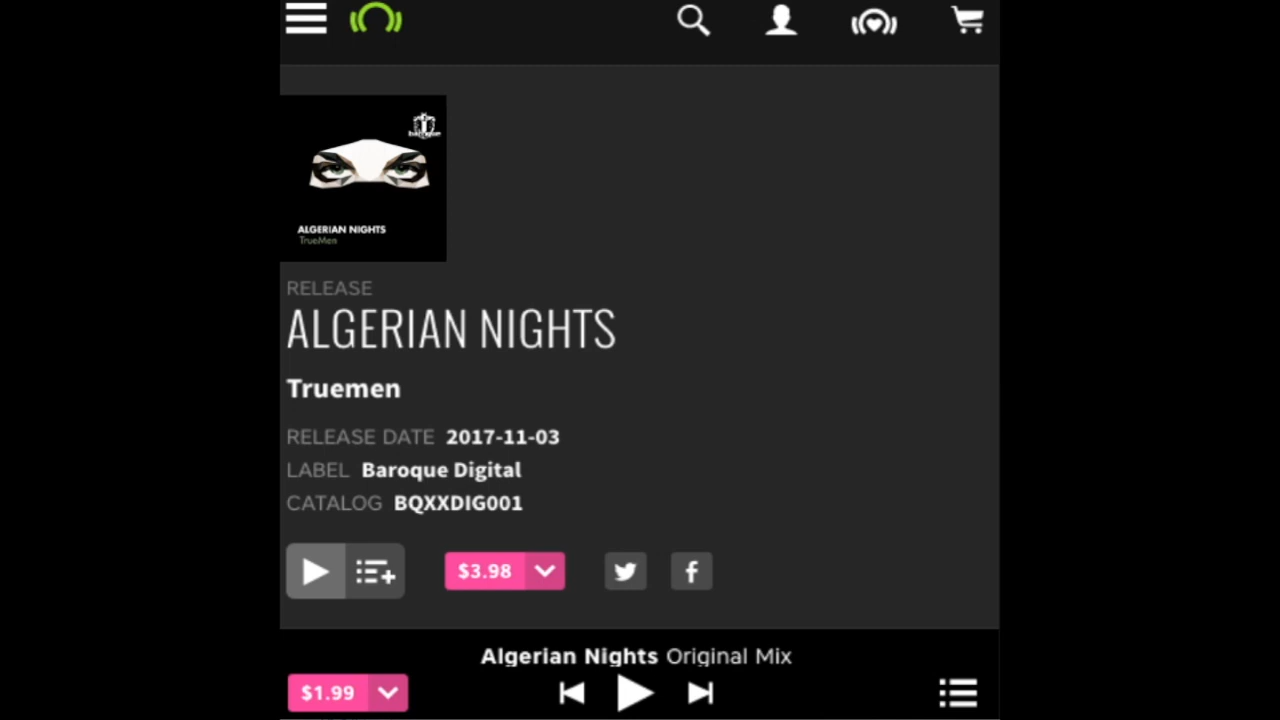 ALGERIAN NIGHTS
TrueMen
RELEASE
ALGERIAN NIGHTS
Truemen
RELEASE DATE 2017-11-03
LABEL Baroque Digital
CATALOG BQXXDIG001
$3.98
Algerian Nights Original Mix
$1.99